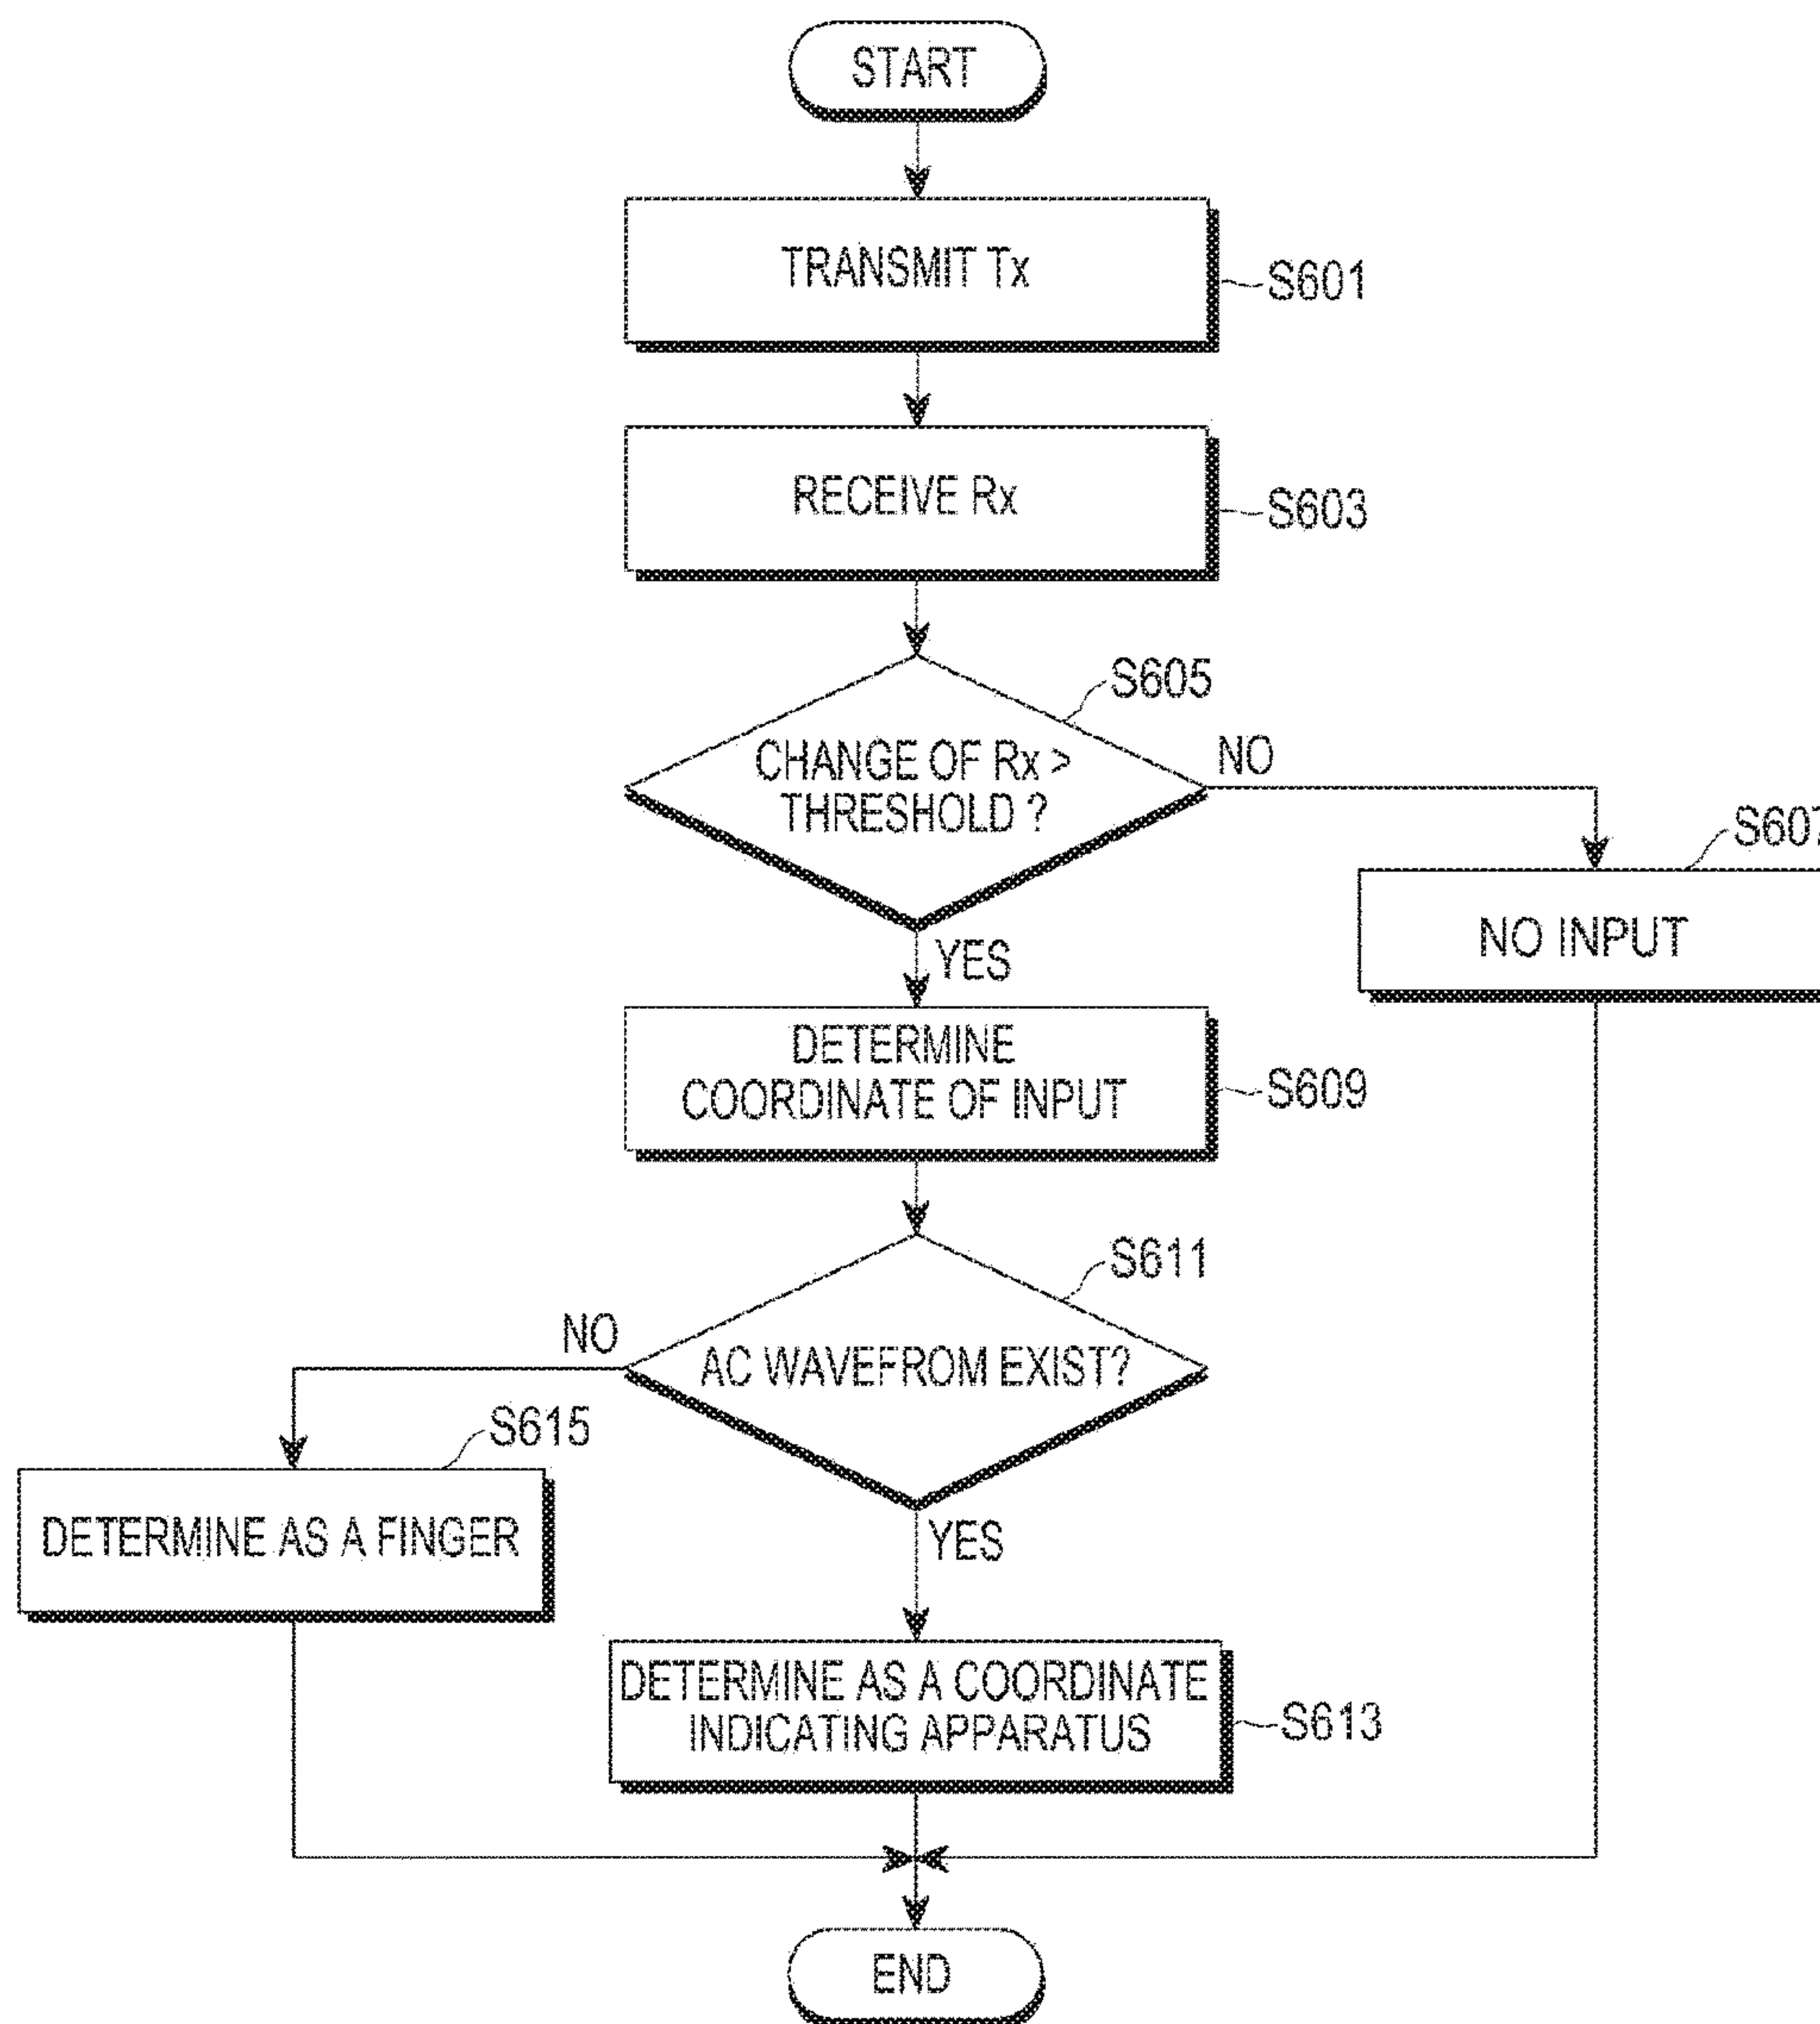 START
TRANSMIT Tx
S601
RECEIVE Rx
S603
S605
CHANGE OF Rx >
THRESHOLD ?
NO
YES
S607
NO INPUT
DETERMINE
COORDINATE OF INPUT
S609
S611
AC WAVEFROM EXIST?
NO
YES
S615
DETERMINE AS A FINGER
DETERMINE AS A COORDINATE
INDICATING APPARATUS
S613
END